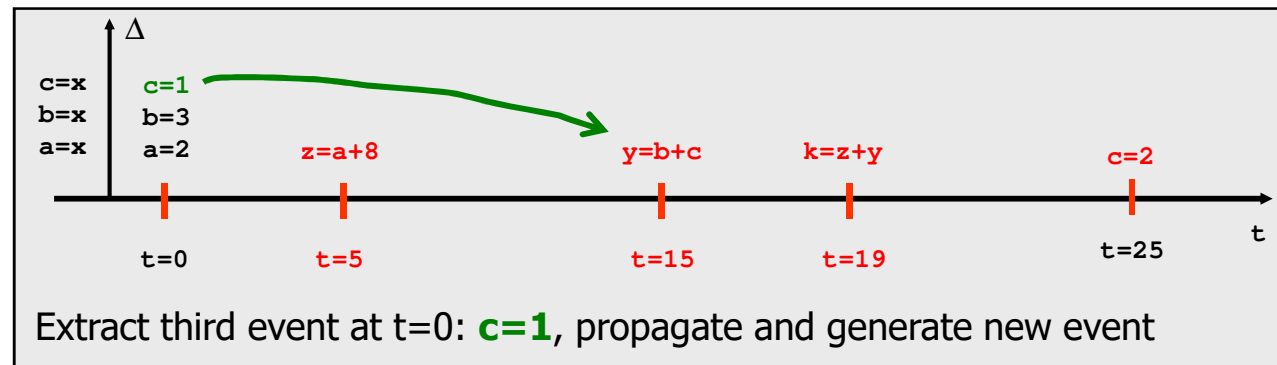 Δ
c=x c=1
b=x b=3
a=x a=2 z=a+8 y=b+c k=z+y c=2
t
t=0 t=5 t=15 t=19 t=25
Extract third event at t=0: c=1, propagate and generate new event